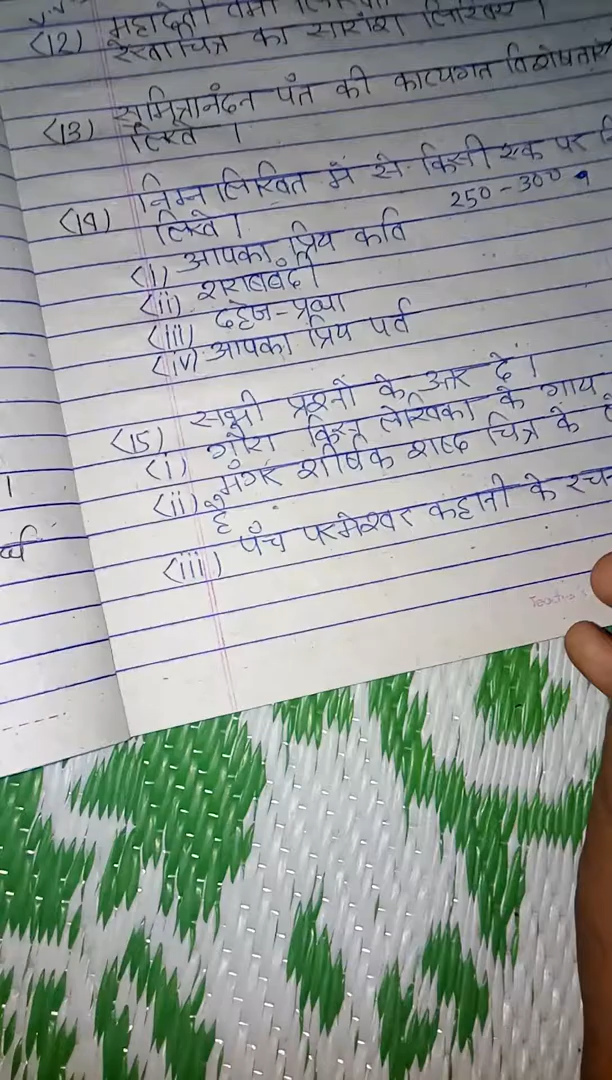 (12) महादेवी वर्मा
रेखाचित्र का सारांश लिखिए ।
(13) सुमित्रानंदन पंत की काव्यगत विशेषताएँ
लिखे ।
(14) निम्नलिखित में से किसी एक पर
लिखे । 250-300
(i) आपका प्रिय कवि
(ii) शराबबंदी
(iii) दहेज-प्रथा
(iv) आपका प्रिय पर्व
(15) सभी प्रश्नों के उत्तर दें ।
(i) गौरा किस लेखिका के गाय
(ii) मंगर शीर्षक शब्द चित्र के
है
(iii) पंच परमेश्वर कहानी के